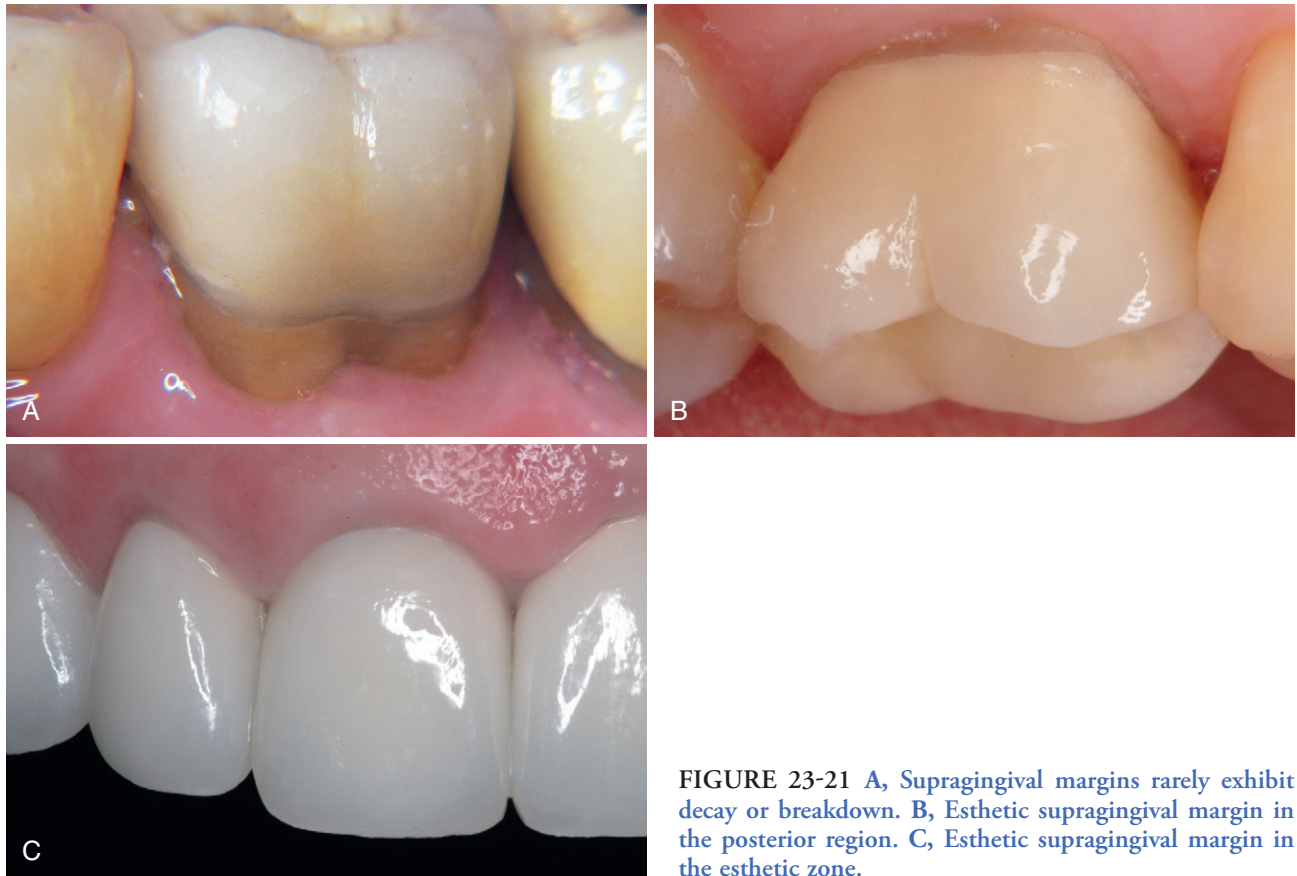 A
B
C
FIGURE 23-21 A, Supragingival margins rarely exhibit
decay or breakdown. B, Esthetic supragingival margin in
the posterior region. C, Esthetic supragingival margin in
the esthetic zone.